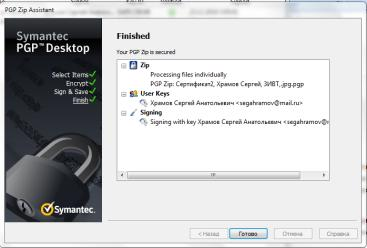 PGP Zip Assistant
Symantec
PGP™ Desktop
Select Items
Encrypt
Sign & Save
Finish
Symantec.
Finished
Your PGP Zip is secured
Zip
Processing files individually
PGP Zip: Сертификат2, Храмов Сергей, ЗИВТ,.jpg.pgp
User Keys
Храмов Сергей Анатольевич <segahramov@mail.ru>
Signing
Signing with key Храмов Сергей Анатольевич <segahramov@
< Назад
Готово
Отмена
Справка